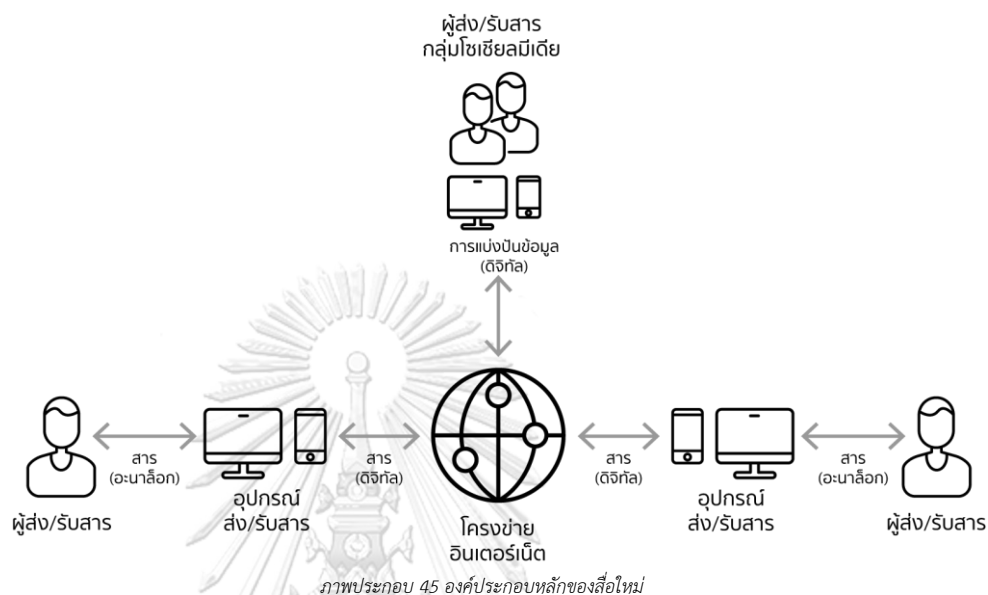 ผู้ส่ง/รับสาร
กลุ่มโซเชียลมีเดีย
การแบ่งปันข้อมูล
(ดิจิทัล)
สาร
(อะนาล็อก)
สาร
(ดิจิทัล)
สาร
(ดิจิทัล)
สาร
(อะนาล็อก)
ผู้ส่ง/รับสาร
อุปกรณ์
ส่ง/รับสาร
โครงข่าย
อินเตอร์เน็ต
อุปกรณ์
ส่ง/รับสาร
ผู้ส่ง/รับสาร
ภาพประกอบ 45 องค์ประกอบหลักของสื่อใหม่